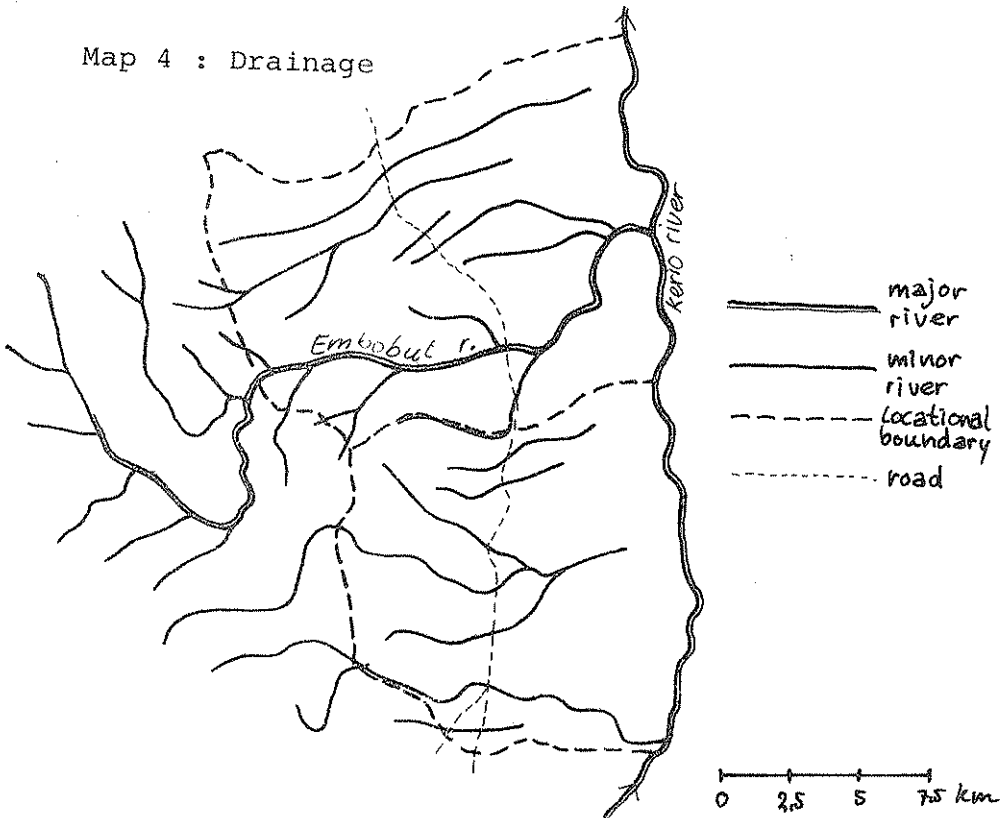 Map 4 : Drainage
Kerio river
Embobut r.
major
river
minor
river
Locational
boundary
road
0 2,5 5 7.5 km